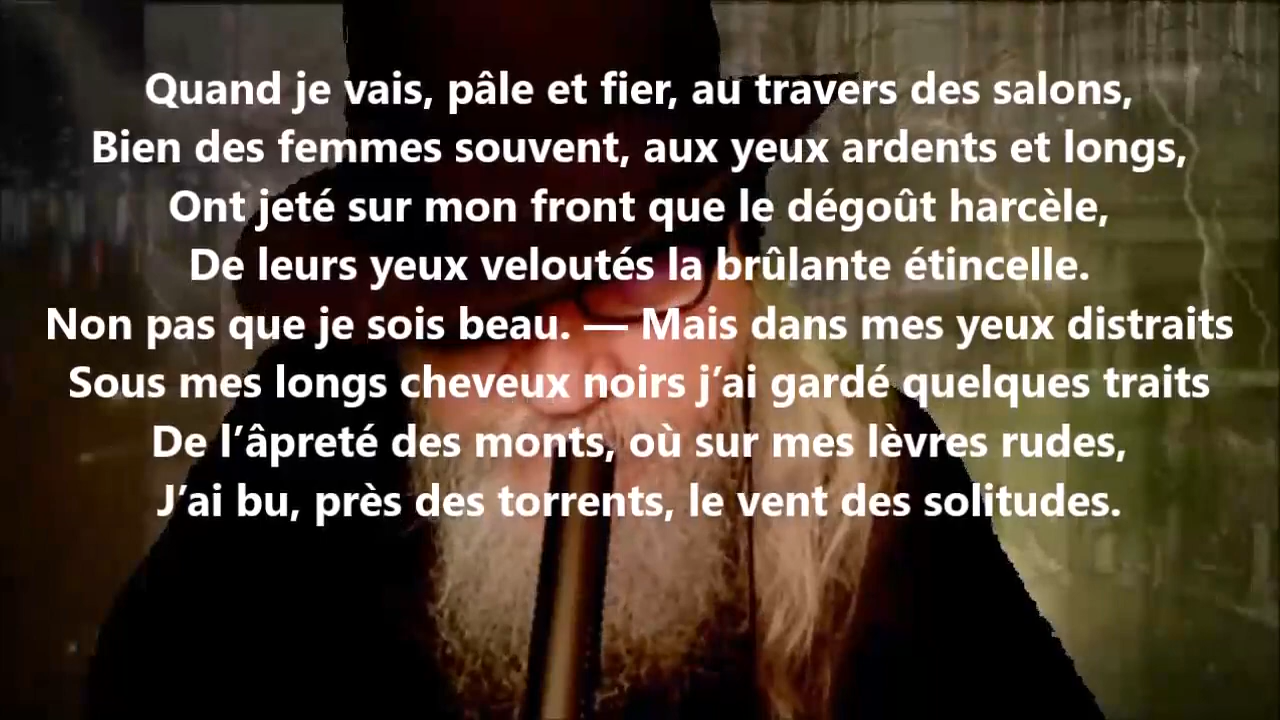 Quand je vais, pâle et fier, au travers des salons,
Bien des femmes souvent, aux yeux ardents et longs,
Ont jeté sur mon front que le dégoût harcèle,
De leurs yeux veloutés la brûlante étincelle.
Non pas que je sois beau. — Mais dans mes yeux distraits
Sous mes longs cheveux noirs j’ai gardé quelques traits
De l’âpreté des monts, où sur mes lèvres rudes,
J’ai bu, près des torrents, le vent des solitudes.